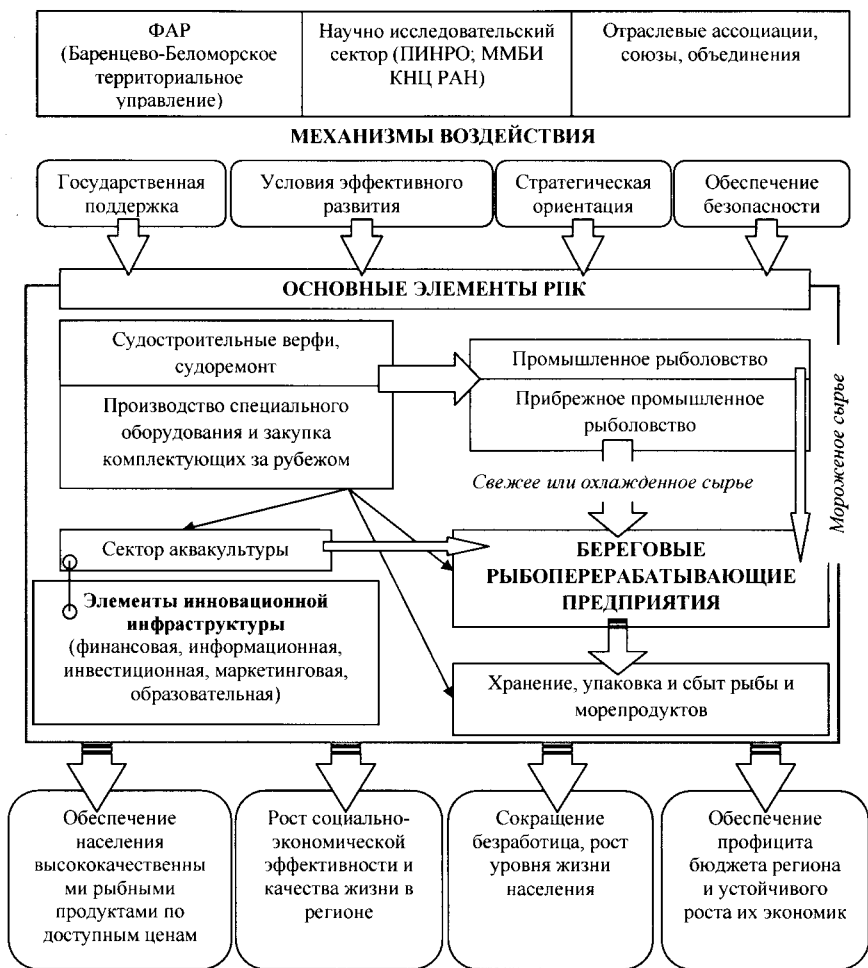 ФАР
(Баренцево-Беломорское
территориальное
управление)
Научно исследовательский
сектор (ПИНРО; ММБИ
КНЦ РАН)
Отраслевые ассоциации,
союзы, объединения
МЕХАНИЗМЫ ВОЗДЕЙСТВИЯ
Государственная
поддержка
Условия эффективного
развития
Стратегическая
ориентация
Обеспечение
безопасности
ОСНОВНЫЕ ЭЛЕМЕНТЫ РПК
Судостроительные верфи,
судоремонт
Производство специального
оборудования и закупка
комплектующих за рубежом
Промышленное рыболовство
Прибрежное промышленное
рыболовство
Мороженое сырье
Свежее или охлажденное сырье
Сектор аквакультуры
БЕРЕГОВЫЕ
РЫБОПЕРЕРАБАТЫВАЮЩИЕ
ПРЕДПРИЯТИЯ
Элементы инновационной
инфраструктуры
(финансовая, информационная,
инвестиционная, маркетинговая,
образовательная)
Хранение, упаковка и сбыт рыбы и
морепродуктов
Обеспечение
населения
высококачественны
ми рыбными
продуктами по
доступным ценам
Рост социально-
экономической
эффективности и
качества жизни в
регионе
Сокращение
безработица, рост
уровня жизни
населения
Обеспечение
профицита
бюджета региона
и устойчивого
роста их экономик